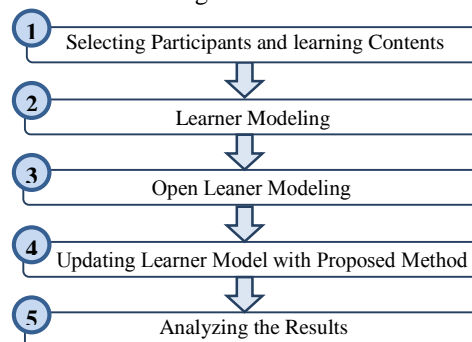 1
Selecting Participants and learning Contents
2
Learner Modeling
3
Open Leaner Modeling
4
Updating Learner Model with Proposed Method
5
Analyzing the Results